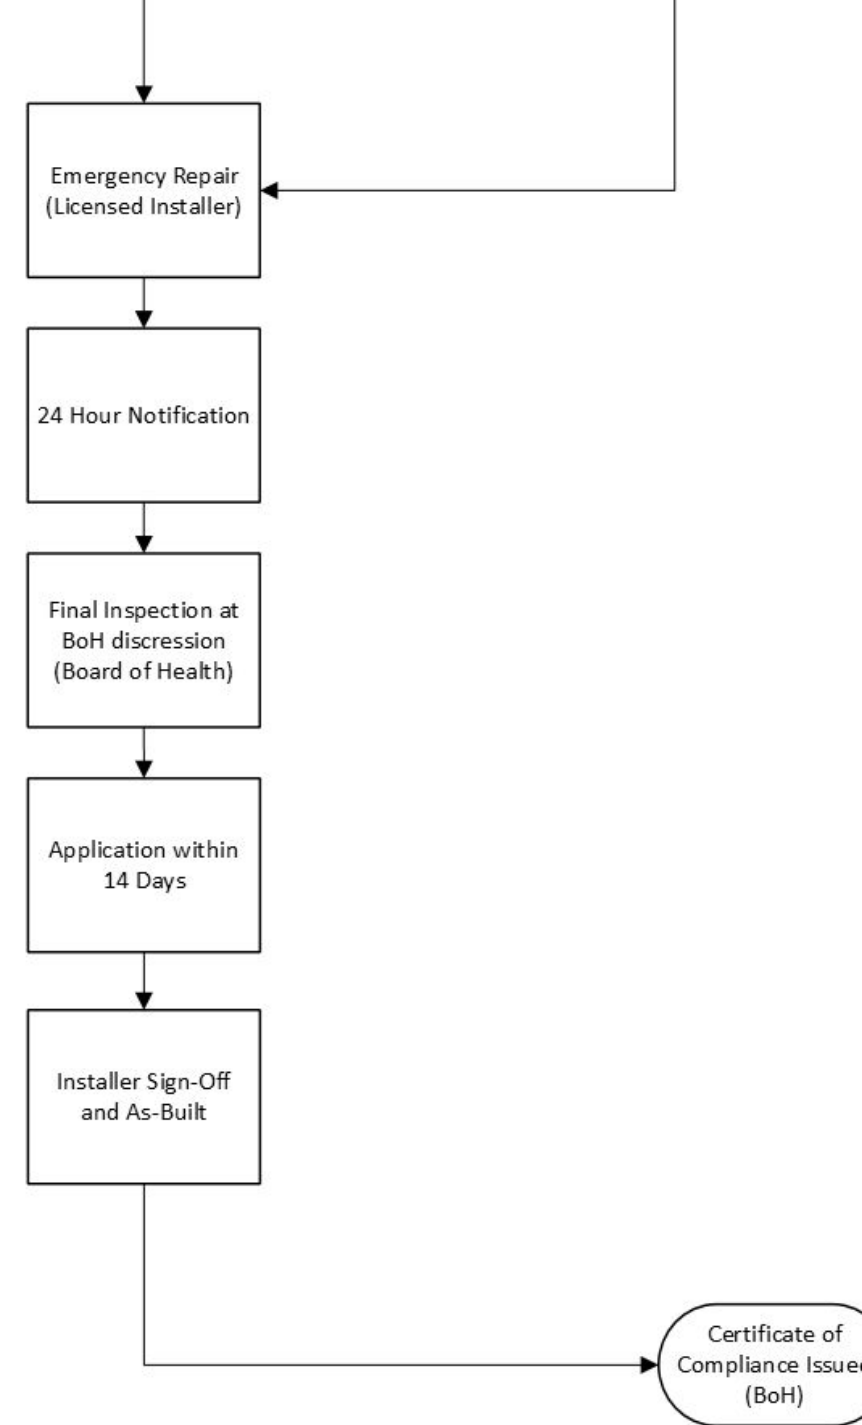 Emergency Repair
(Licensed Installer)
24 Hour Notification
Final Inspection at
BoH discression
(Board of Health)
Application within
14 Days
Installer Sign-Off
and As-Built
Certificate of
Compliance Issue
(BoH)